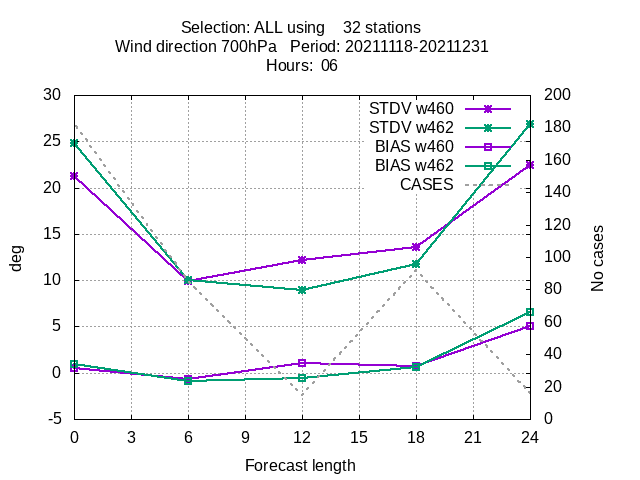 Selection: ALL using    32 stations
Wind direction 700hPa   Period: 20211118-20211231
Hours:  06
30
25
20
15
10
5
0
-5
deg
STDV w460
STDV w462
BIAS w460
BIAS w462
CASES
200
180
160
140
120
100
80
60
40
20
0
No cases
0 3 6 9 12 15 18 21 24
Forecast length